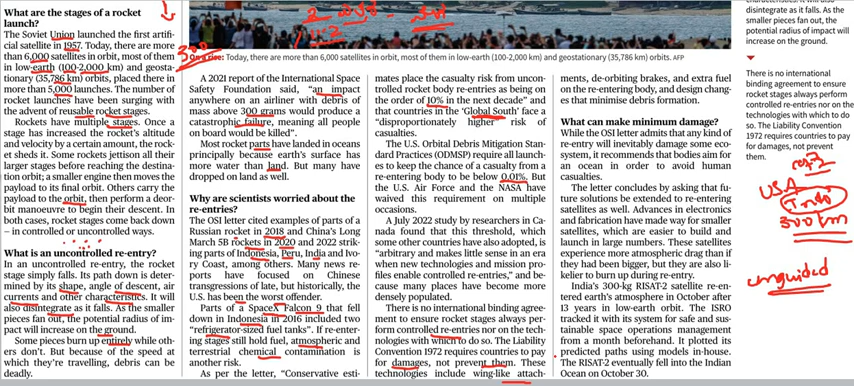 What are the stages of a rocket
launch?
The Soviet Union launched the first artifi-
cial satellite in 1957. Today, there are more
than 6,000 satellites in orbit, most of them
in low-earth (100-2,000 km) and geosta-
tionary (35,786 km) orbits, placed there in
more than 5,000 launches. The number of
rocket launches have been surging with
the advent of reusable rocket stages.
Rockets have multiple stages. Once a
stage has increased the rocket's altitude
and velocity by a certain amount, the rock-
et sheds it. Some rockets jettison all their
larger stages before reaching the destina-
tion orbit; a smaller engine then moves the
payload to its final orbit. Others carry the
payload to the orbit, then perform a deor-
bit manoeuvre to begin their descent. In
both cases, rocket stages come back down
– in controlled or uncontrolled ways.
What is an uncontrolled re-entry?
In an uncontrolled re-entry, the rocket
stage simply falls. Its path down is deter-
mined by its shape, angle of descent, air
currents and other characteristics. It will
also disintegrate as it falls. As the smaller
pieces fan out, the potential radius of im-
pact will increase on the ground.
Some pieces burn up entirely while oth-
ers don't. But because of the speed at
which they're travelling, debris can be
deadly.
300
On a rise: Today, there are more than 6,000 satellites in orbit, most of them in low-earth (100-2,000 km) and geostationary (35,786 km) orbits. AFP
A 2021 report of the International Space
Safety Foundation said, "an impact
anywhere on an airliner with debris of
mass above 300 grams would produce a
catastrophic failure, meaning all people
on board would be killed".
Most rocket parts have landed in oceans
principally because earth's surface has
more water than land. But many have
dropped on land as well.
Why are scientists worried about the
re-entries?
The OSI letter cited examples of parts of a
Russian rocket in 2018 and China's Long
March 5B rockets in 2020 and 2022 strik-
ing parts of Indonesia, Peru, India and Ivo-
ry Coast, among others. Many news re-
ports have focused on Chinese
transgressions of late, but historically, the
U.S. has been the worst offender.
Parts of a SpaceX Falcon 9 that fell
down in Indonesia in 2016 included two
"refrigerator-sized fuel tanks". If re-enter-
ing stages still hold fuel, atmospheric and
terrestrial chemical contamination is
another risk.
As per the letter, "Conservative esti-
mates place the casualty risk from uncon-
trolled rocket body re-entries as being on
the order of 10% in the next decade" and
that countries in the 'Global South' face a
"disproportionately higher" risk of
casualties.
The U.S. Orbital Debris Mitigation Stan-
dard Practices (ODMSP) require all launch-
es to keep the chance of a casualty from a
re-entering body to be below 0.01%. But
the U.S. Air Force and the NASA have
waived this requirement on multiple
occasions.
A July 2022 study by researchers in Ca-
nada found that this threshold, which
some other countries have also adopted, is
"arbitrary and makes little sense in an era
when new technologies and mission pro-
files enable controlled re-entries," and be-
cause many places have become more
densely populated.
There is no international binding agree-
ment to ensure rocket stages always per-
form controlled re-entries nor on the tech-
nologies with which to do so. The Liability
Convention 1972 requires countries to pay
for damages, not prevent them. These
technologies include wing-like attach-
ments, de-orbiting brakes, and extra fuel
on the re-entering body, and design chang-
es that minimise debris formation.
What can make minimum damage?
While the OSI letter admits that any kind of
re-entry will inevitably damage some eco-
system, it recommends that bodies aim for
an ocean in order to avoid human
casualties.
The letter concludes by asking that fu-
ture solutions be extended to re-entering
satellites as well. Advances in electronics
and fabrication have made way for smaller
satellites, which are easier to build and
launch in large numbers. These satellites
experience more atmospheric drag than if
they had been bigger, but they are also li-
kelier to burn up during re-entry.
India's 300-kg RISAT-2 satellite re-en-
tered earth's atmosphere in October after
13 years in low-earth orbit. The ISRO
tracked it with its system for safe and sus-
tainable space operations management
from a month beforehand. It plotted its
predicted paths using models in-house.
The RISAT-2 eventually fell into the Indian
Ocean on October 30.
characteristics. It will also
disintegrate as it falls. As the
smaller pieces fan out, the
potential radius of impact will
increase on the ground.
There is no international
binding agreement to ensure
rocket stages always perform
controlled re-entries nor on the
technologies with which to do
so. The Liability Convention
1972 requires countries to pay
for damages, not prevent
them.
USA
300 km
unguided